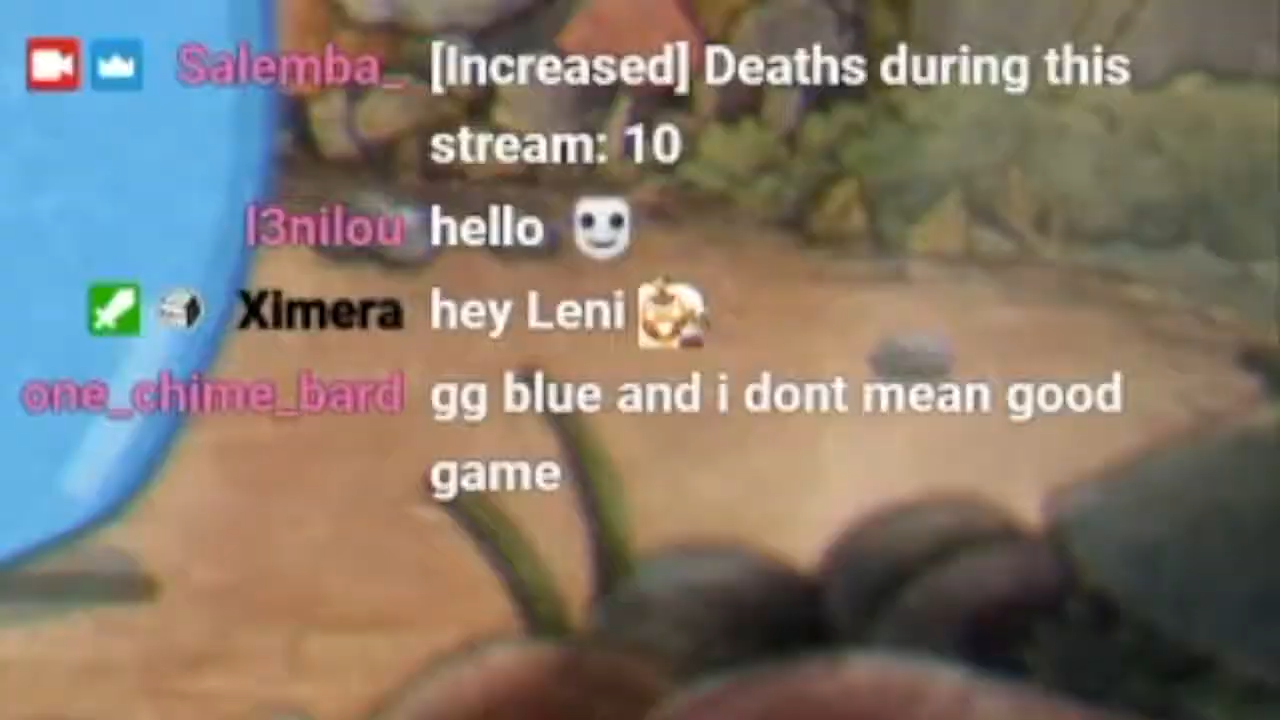 Salemba_ [Increased] Deaths during this
stream: 10
l3nilou hello
Ximera hey Leni
one_chime_bard gg blue and i dont mean good
game